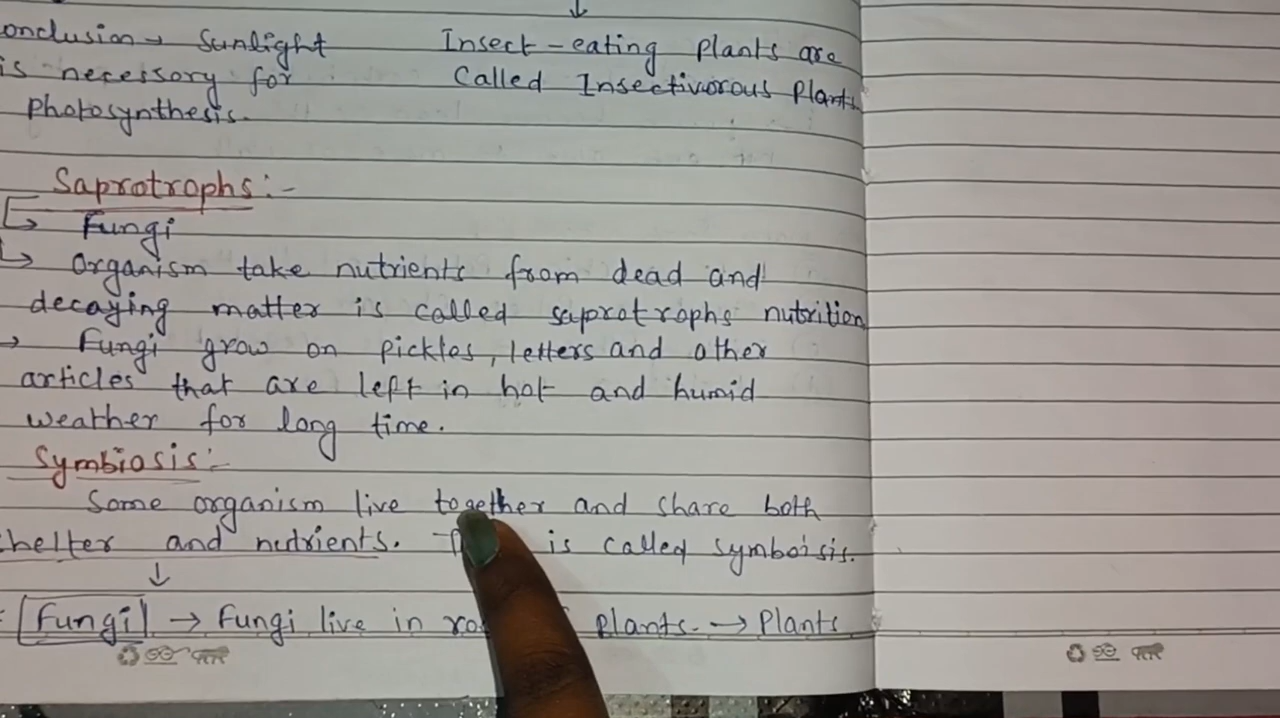 onclusion → Sunlight
is necessory for
Photosynthesis.
Insect-eating Plants are
Called Insectivorous Plants.
Saprotrophs:-
→ Fungi
→ Organism take nutrients from dead and
decaying matter is called saprotrophs nutrition
→ Fungi grow on pickles, letters and other
articles that are left in hot and humid
weather for long time.
Symbiosis:-
Some organism live together and share both
helter and nutrients. is called symboisis.
↓
[Fungi] → Fungi live in plants. → Plants